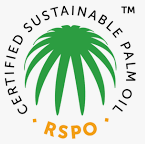 CERTIFIED SUSTAINABLE PALM OIL
TM
· RSPO ·